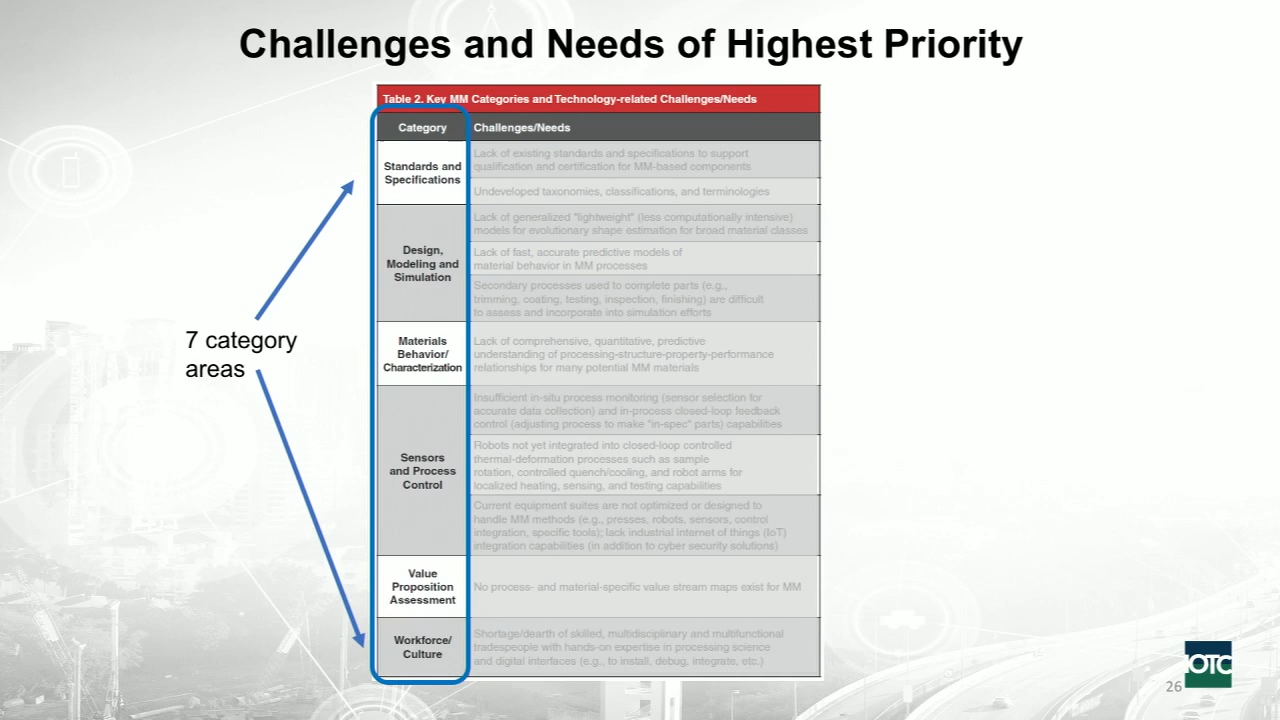 Challenges and Needs of Highest Priority
Table 2. Key MM Categories and Technology-related Challenges/Needs
Category
Challenges/Needs
Standards and
Specifications
Lack of existing standards and specifications to support
qualification and certification for MM-based components
Undeveloped taxonomies, classifications, and terminologies
Design,
Modeling and
Simulation
Lack of generalized "lightweight" (less computationally intensive)
models for evolutionary shape estimation for broad material classes
Lack of fast, accurate predictive models of
material behavior in MM processes
Secondary processes used to complete parts (e.g.,
trimming, coating, testing, inspection, finishing) are difficult
to assess and incorporate into simulation efforts
7 category
areas
Materials
Behavior/
Characterization
Lack of comprehensive, quantitative, predictive
understanding of processing-structure-property-performance
relationships for many potential MM materials
Sensors
and Process
Control
Insufficient in-situ process monitoring (sensor selection for
accurate data collection) and in-process closed-loop feedback
control (adjusting process to make "in-spec" parts) capabilities
Robots not yet integrated into closed-loop controlled
thermal-deformation processes such as sample
rotation, controlled quench/cooling, and robot arms for
localized heating, sensing, and testing capabilities
Current equipment suites are not optimized or designed to
handle MM methods (e.g., presses, robots, sensors, control
integration, specific tools); lack industrial internet of things (IoT)
integration capabilities (in addition to cyber security solutions)
Value
Proposition
Assessment
No process- and material-specific value stream maps exist for MM
Workforce/
Culture
Shortage/dearth of skilled, multidisciplinary and multifunctional
tradespeople with hands-on expertise in processing science
and digital interfaces (e.g., to install, debug, integrate, etc.)
IOTC
26